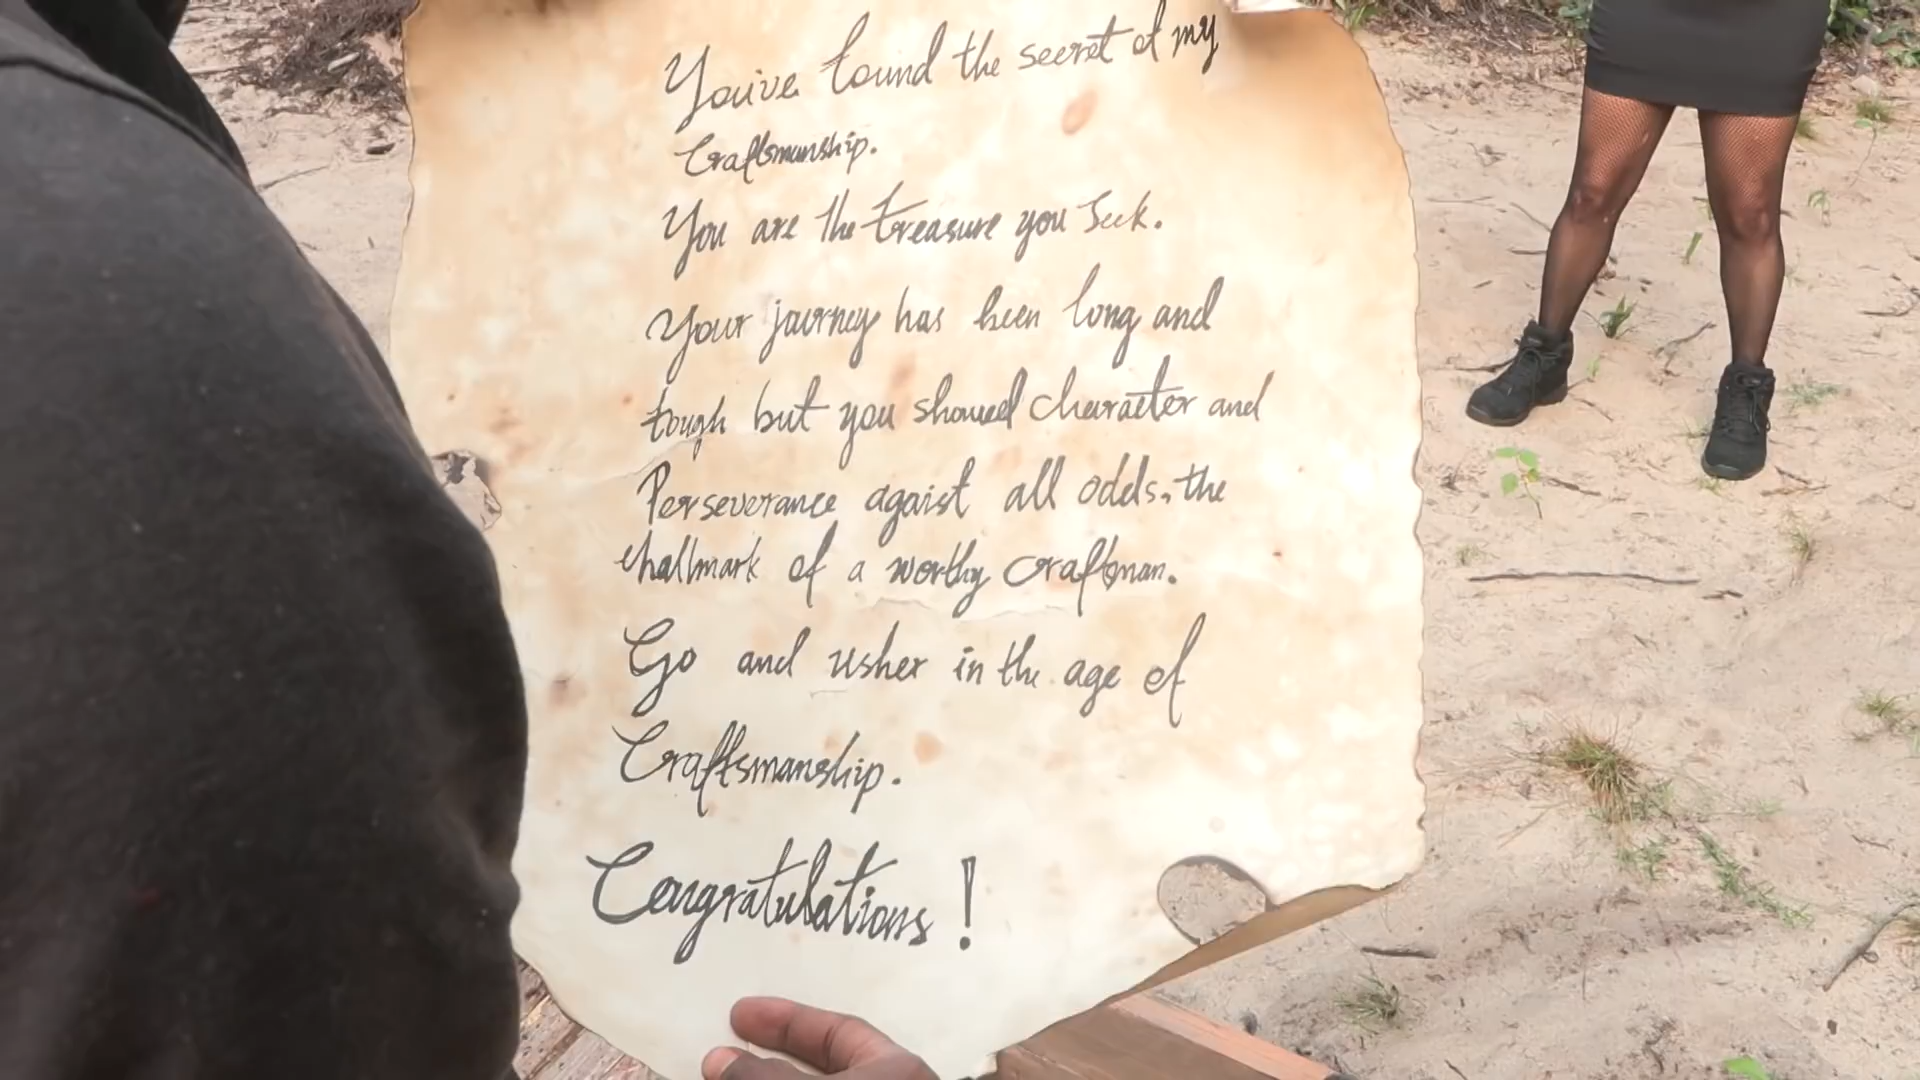 You've found the secret of my
Craftsmanship.
You are the treasure you Seek.
Your journey has been long and
tough but you showed character and
Perseverance agaist all odds, the
hallmark of a worthy craftsman.
Go and usher in the age of
Craftsmanship.
Congratulations!